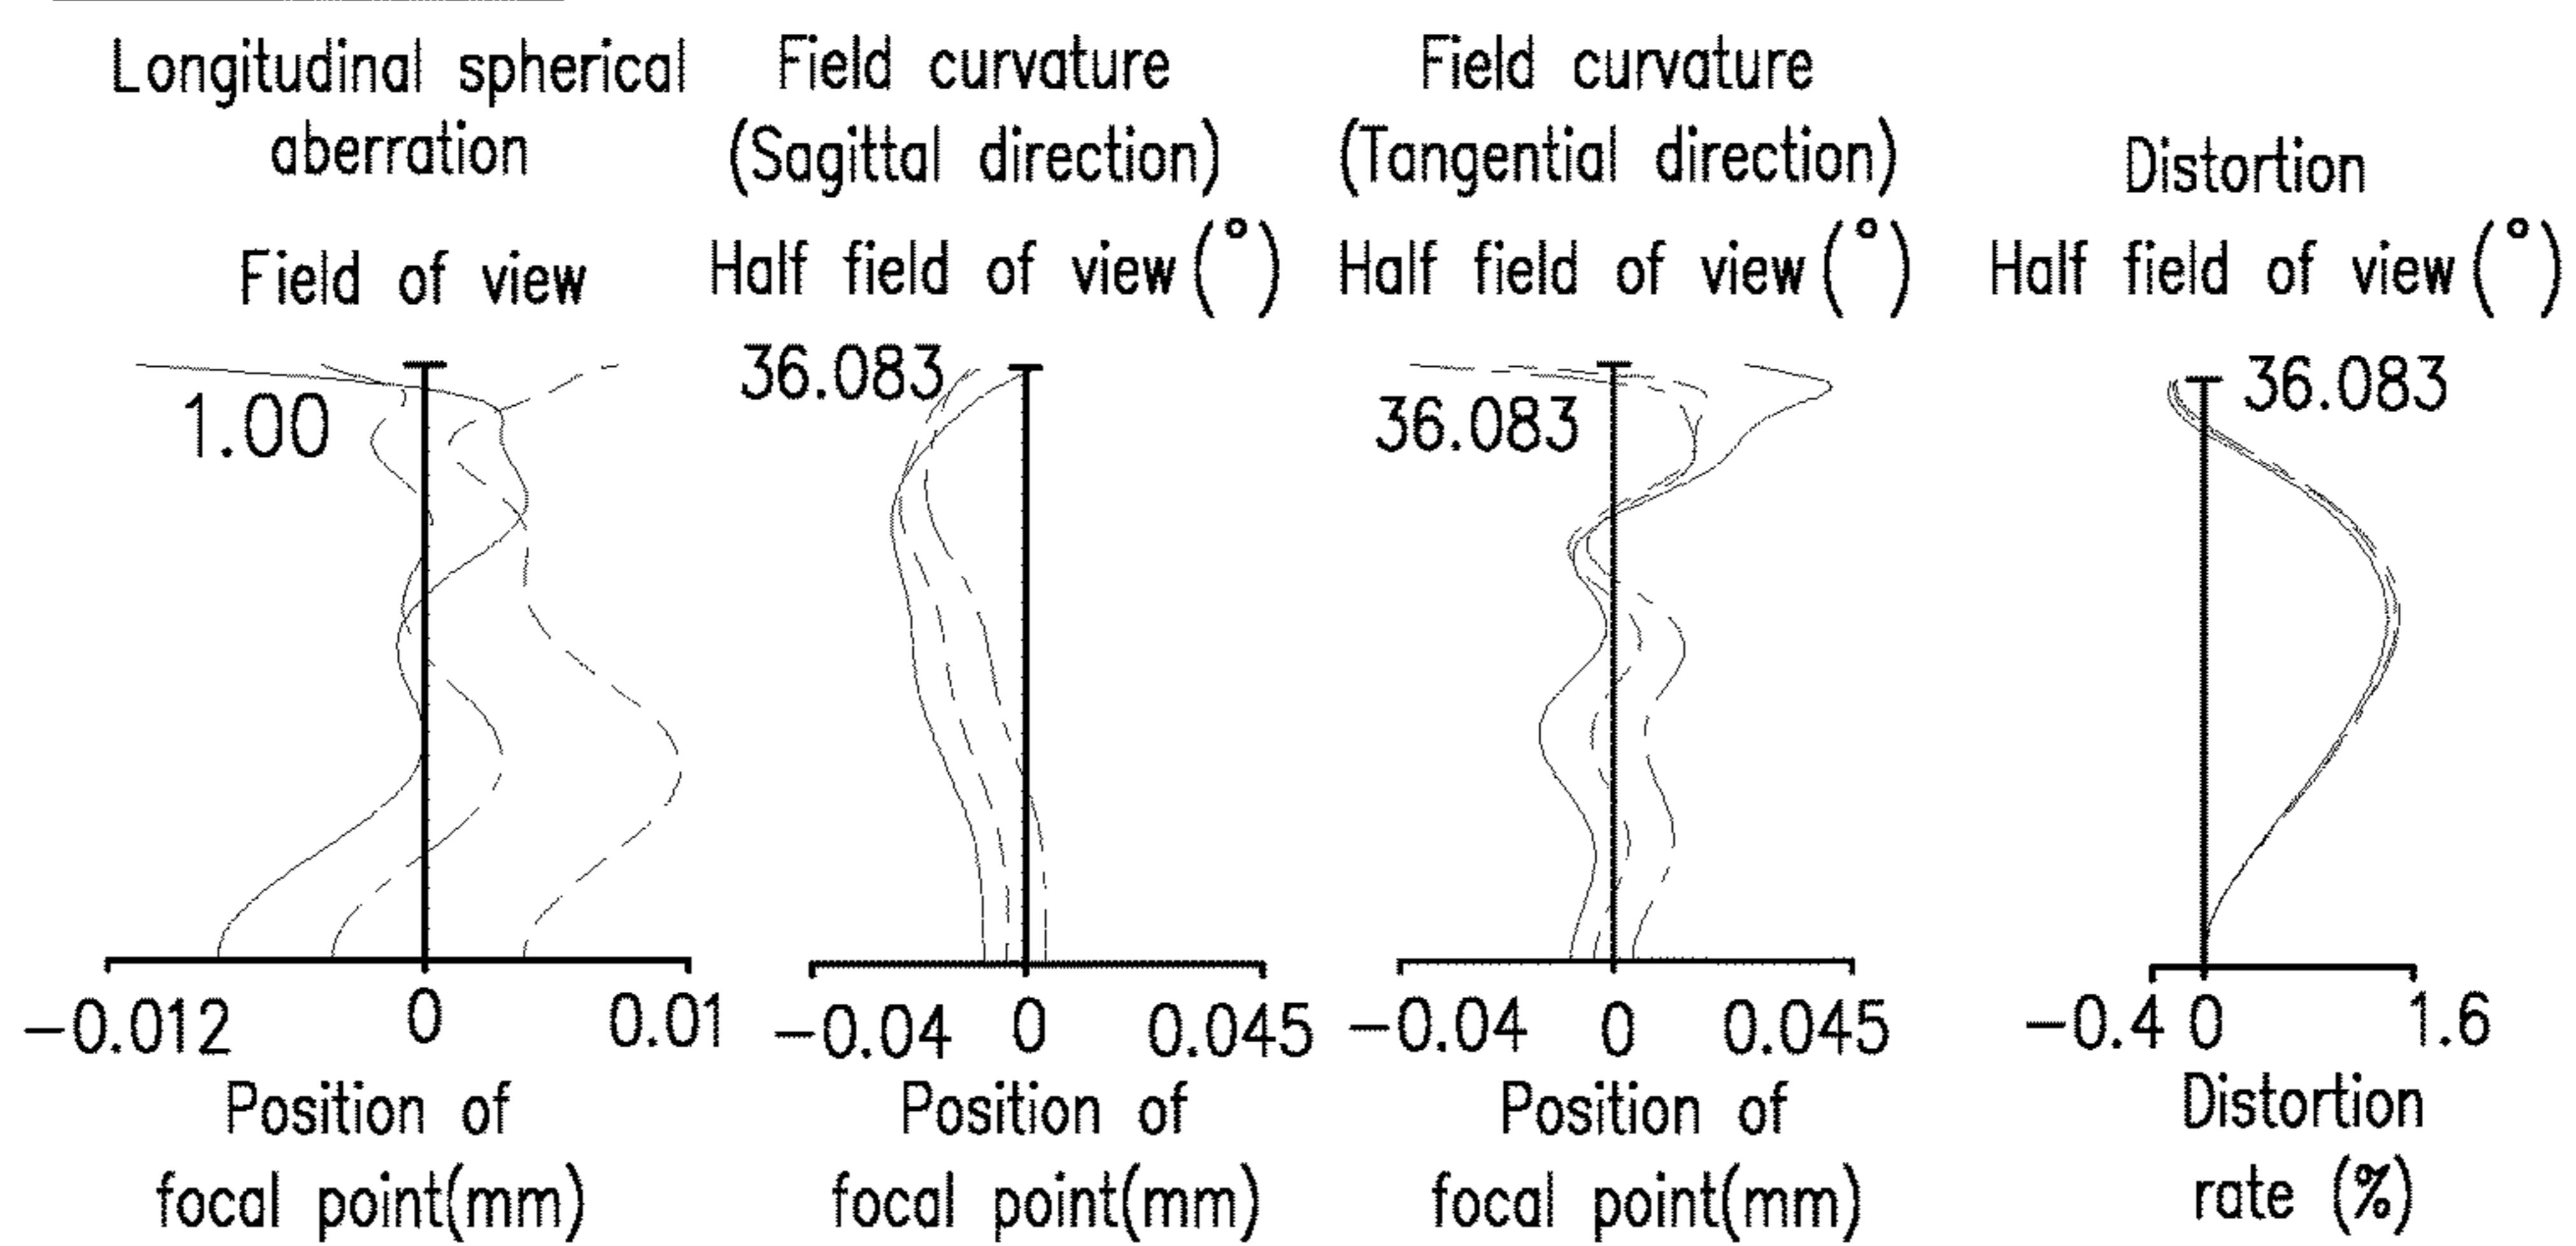 Longitudinal spherical
aberration
Field of view
1.00
-0.012 0 0.01
Position of
focal point(mm)
Field curvature
(Sagittal direction)
Half field of view(°)
36.083
-0.04 0 0.045
Position of
focal point(mm)
Field curvature
(Tangential direction)
Half field of view(°)
36.083
-0.04 0 0.045
Position of
focal point(mm)
Distortion
Half field of view(°)
36.083
-0.4 0 1.6
Distortion
rate (%)